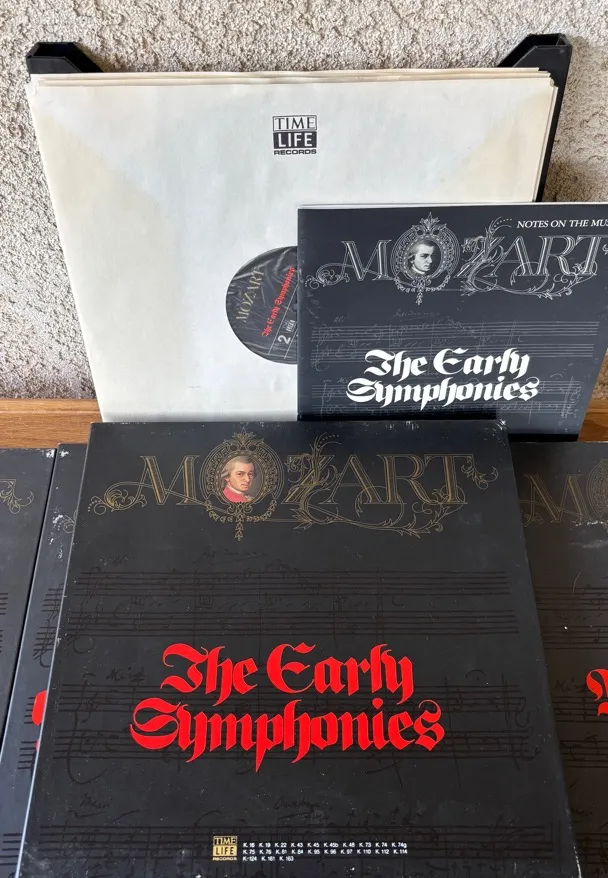 TIME
LIFE
RECORDS
MOZART
The Early Symphonies
2
NOTES ON THE MUS
MOZART
The Early
Symphonies
MOZART
The Early
Symphonies
TIME
LIFE
RECORDS
K. 16 K. 19 K. 22 K. 43 K. 45 K. 45b K. 48 K. 73 K. 74 K. 74g
K. 75 K. 76 K. 81 K. 84 K. 95 K. 96 K. 97 K. 110 K. 112 K. 114
K. 124 K. 161 K. 163